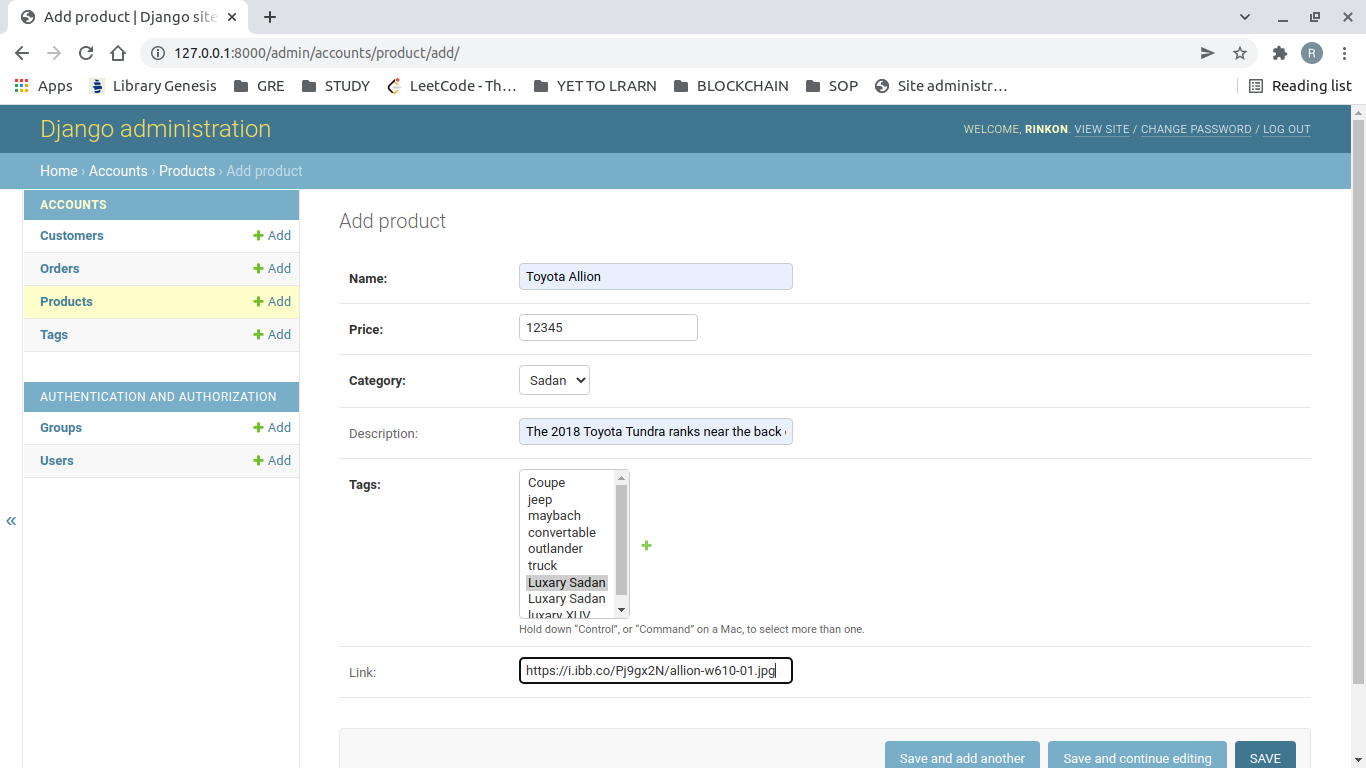 Add product | Django site
127.0.0.1:8000/admin/accounts/product/add/
R
Apps Library Genesis GRE STUDY LeetCode - Th… YET TO LRARN BLOCKCHAIN SOP Site administr… Reading list
Django administration
WELCOME, RINKON. VIEW SITE / CHANGE PASSWORD / LOG OUT
Home › Accounts › Products › Add product
ACCOUNTS
Customers + Add
Orders + Add
Products + Add
Tags + Add
AUTHENTICATION AND AUTHORIZATION
Groups + Add
Users + Add
«
Add product
Name: Toyota Allion
Price: 12345
Category: Sadan
Description: The 2018 Toyota Tundra ranks near the back
Tags:
Coupe
jeep
maybach
convertable
outlander
truck
Luxary Sadan
Luxary Sadan
luxary XUV
Hold down “Control”, or “Command” on a Mac, to select more than one.
Link: https://i.ibb.co/Pj9gx2N/allion-w610-01.jpg
Save and add another Save and continue editing SAVE